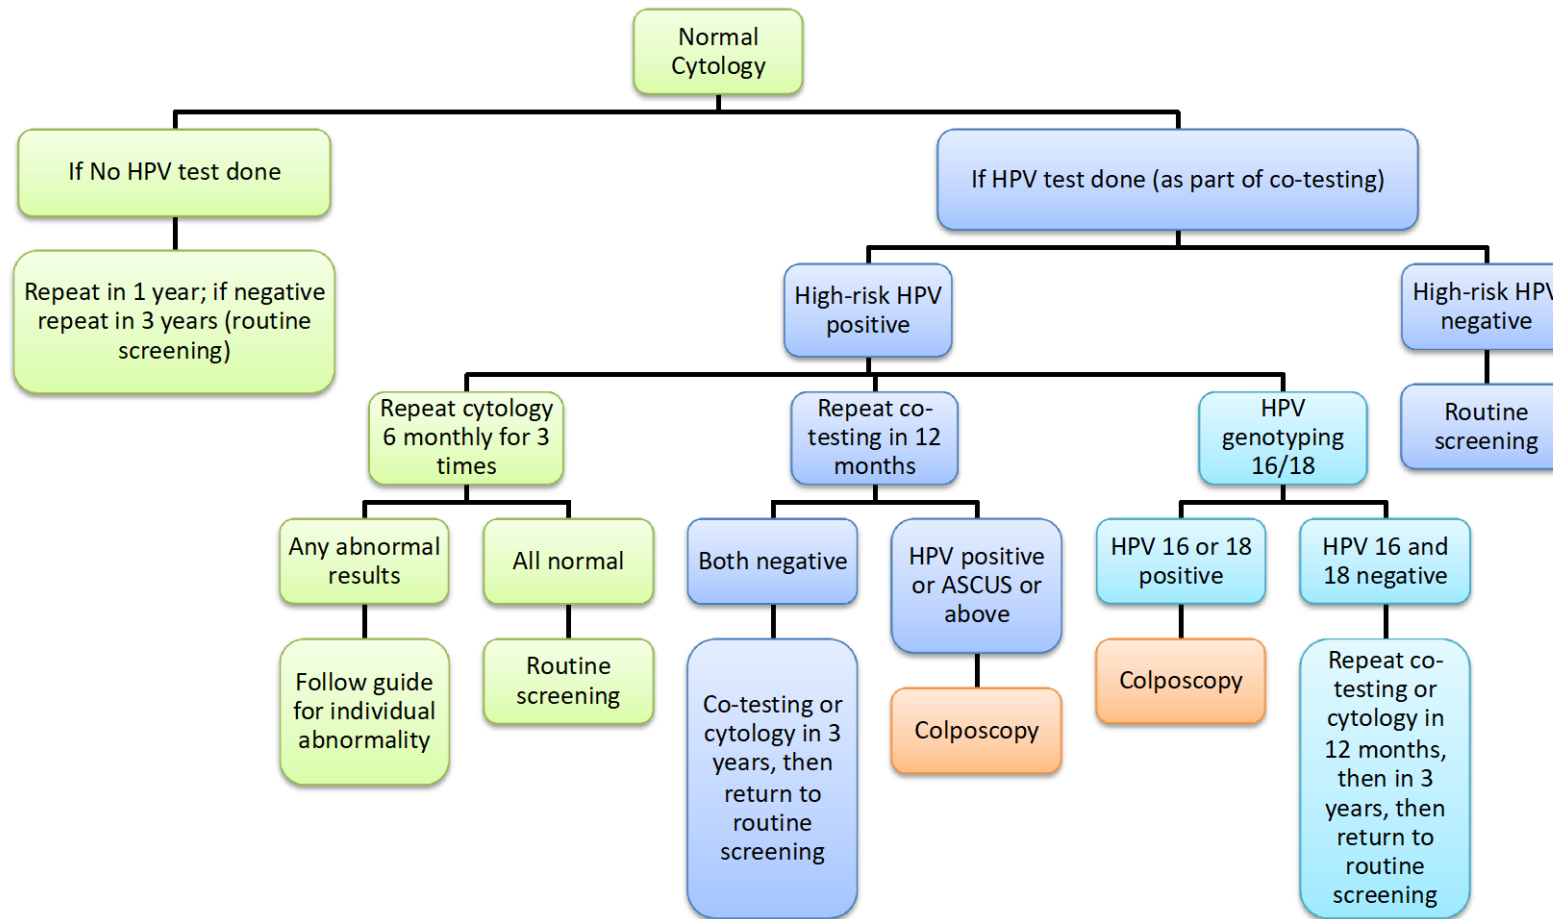 Normal
Cytology
If No HPV test done
If HPV test done (as part of co-testing)
Repeat in 1 year; if negative
repeat in 3 years (routine
screening)
High-risk HPV
positive
High-risk HPV
negative
Repeat cytology
6 monthly for 3
times
Repeat co-
testing in 12
months
HPV
genotyping
16/18
Routine
screening
Any abnormal
results
All normal
Both negative
HPV positive
or ASCUS or
above
HPV 16 or 18
positive
HPV 16 and
18 negative
Follow guide
for individual
abnormality
Routine
screening
Co-testing or
cytology in 3
years, then
return to
routine
screening
Colposcopy
Colposcopy
Repeat co-
testing or
cytology in
12 months,
then in 3
years, then
return to
routine
screening